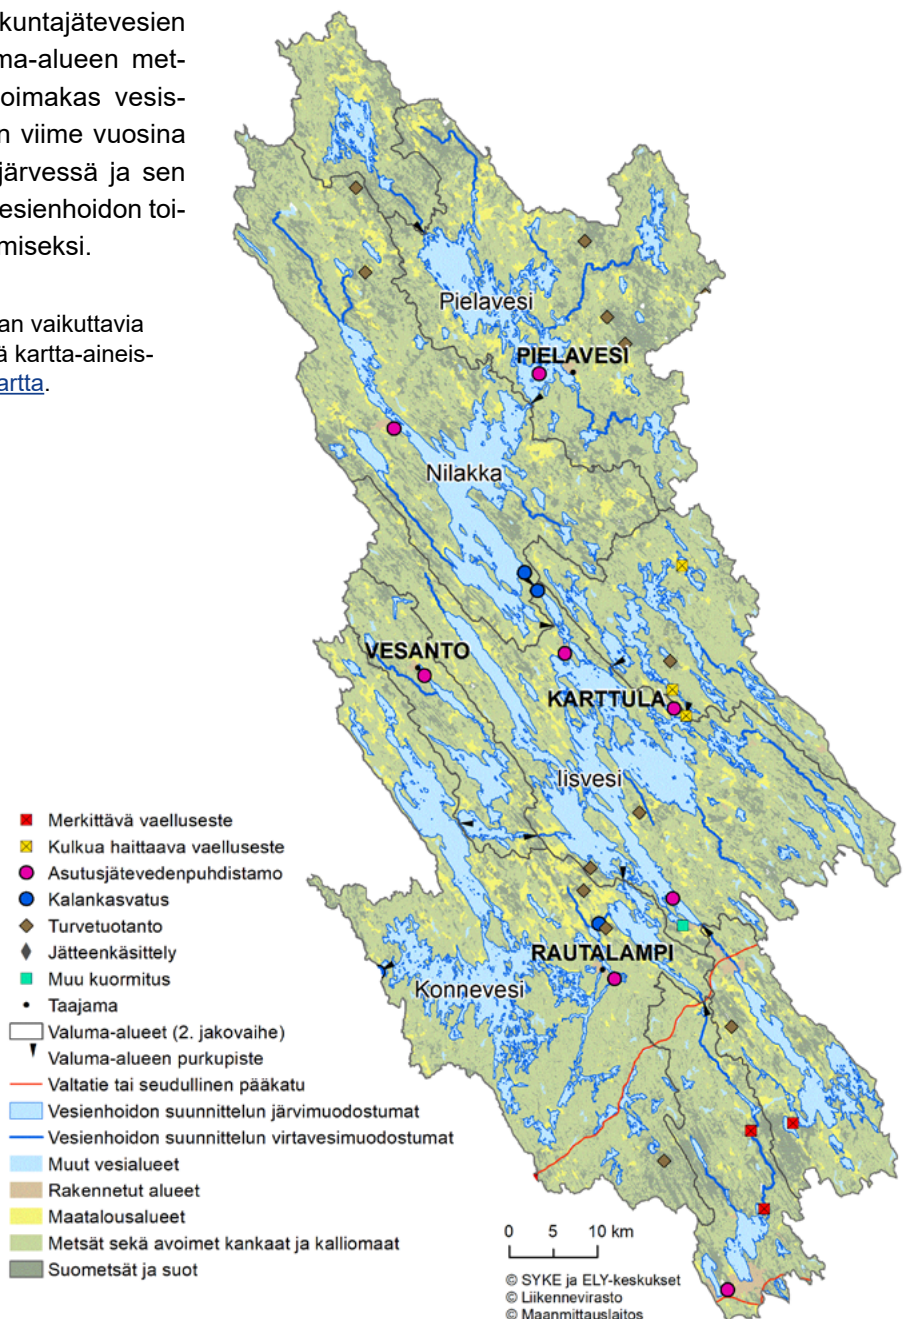 kuntajätevesien
ma-alueen met-
oimakas vesis-
n viime vuosina
järvessä ja sen
esienhoidon toi-
miseksi.
an vaikuttavia
ä kartta-aineis-
artta.
Pielavesi
PIELAVESI
Nilakka
VESANTO
KARTTULA
Iisvesi
RAUTALAMPI
Konnevesi
Merkittävä vaelluseste
Kulkua haittaava vaelluseste
Asutusjätevedenpuhdistamo
Kalankasvatus
Turvetuotanto
Jätteenkäsittely
Muu kuormitus
Taajama
Valuma-alueet (2. jakovaihe)
Valuma-alueen purkupiste
Valtatie tai seudullinen pääkatu
Vesienhoidon suunnittelun järvimuodostumat
Vesienhoidon suunnittelun virtavesimuodostumat
Muut vesialueet
Rakennetut alueet
Maatalousalueet
Metsät sekä avoimet kankaat ja kalliomaat
Suometsät ja suot
0 5 10 km
© SYKE ja ELY-keskukset
© Liikennevirasto
© Maanmittauslaitos